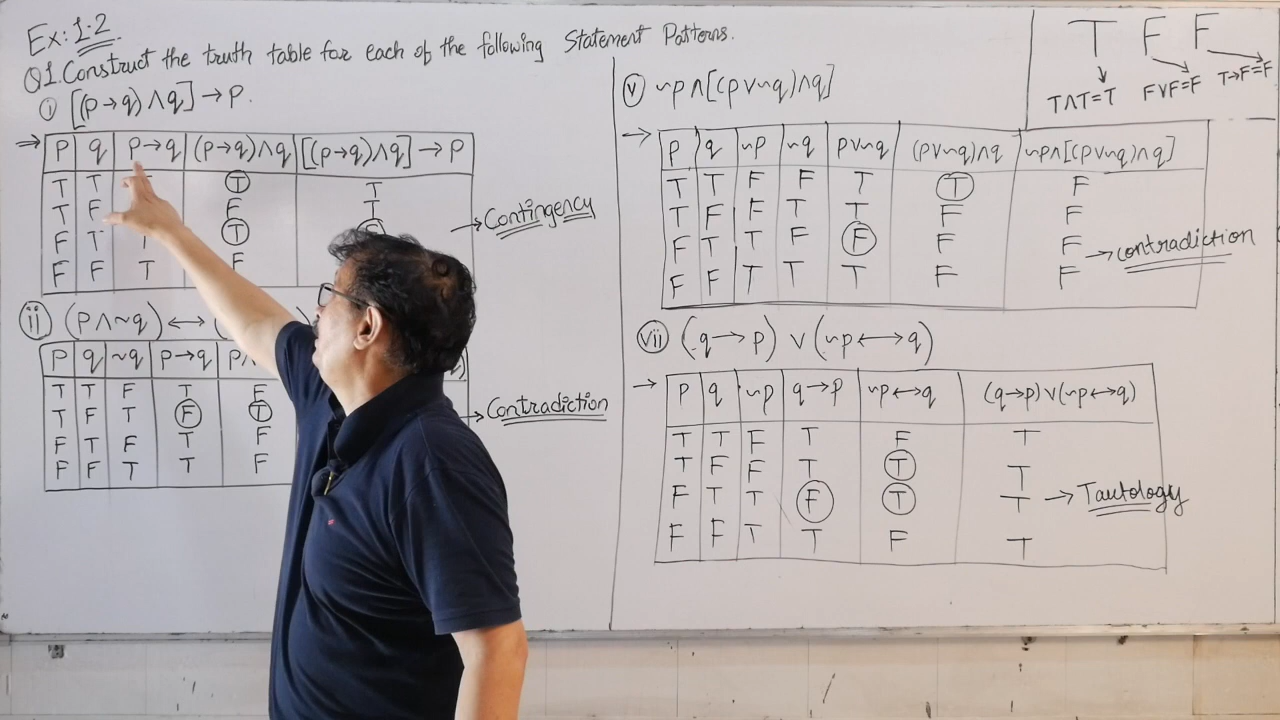 Ex: 1.2.
Q1. Construct the truth table for each of the following Statement Patterns.
i [(p→q)∧q]→p.
⇒ p q p→q (p→q)∧q [(p→q)∧q]→p
T T T T
T F F T
F T T T
F F T F
→ Contingency
ii (p∧~q)↔(
p q ~q p→q p∧
T T F T F
T F T F T
F T F T F
F F T T F
→ Contradiction
v ~p∧[(p∨~q)∧q]
→ p q ~p ~q p∨~q (p∨~q)∧q ~p∧[(p∨~q)∧q]
T T F F T T F
T F F T T F F
F T T F F F F → contradiction
F F T T T F F
vii (q→p) ∨ (~p↔q)
→ p q ~p q→p ~p↔q (q→p)∨(~p↔q)
T T F T F T
T F F T T T
F T T F T T → Tautology
F F T T F T
T F F
T∧T=T F∨F=F T→F=F